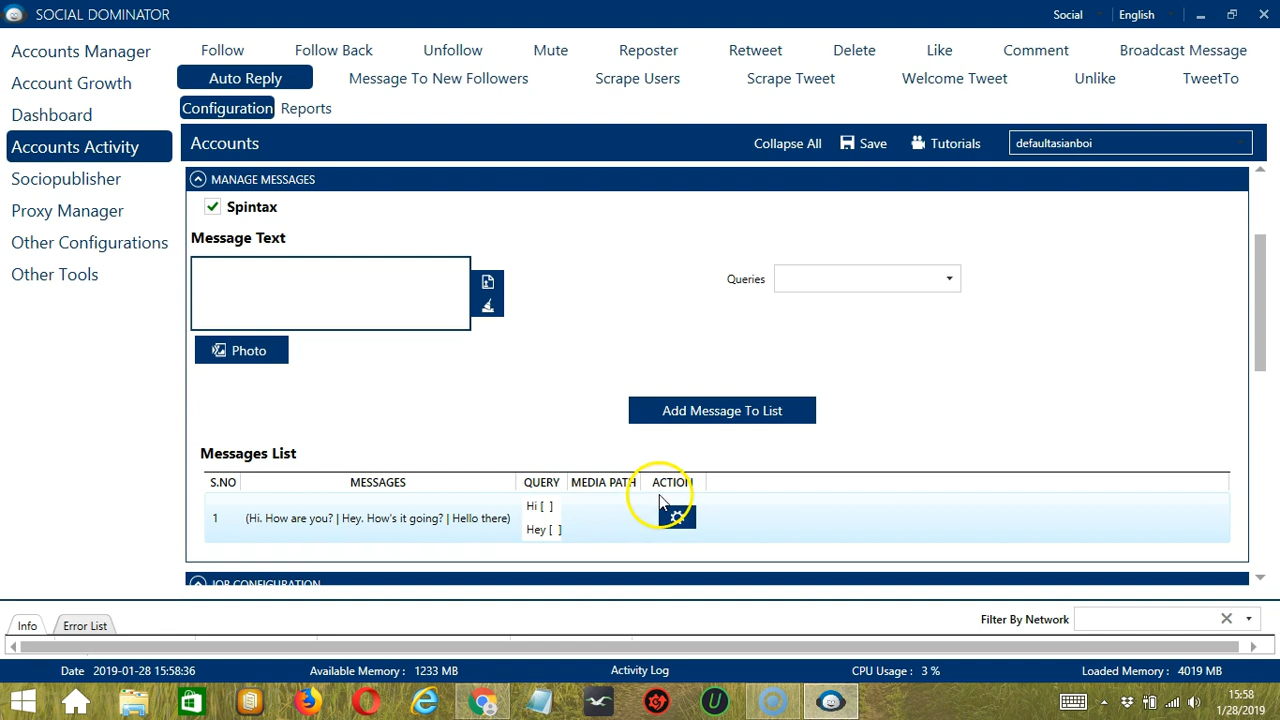 SOCIAL DOMINATOR
Social
English
Accounts Manager
Account Growth
Dashboard
Accounts Activity
Sociopublisher
Proxy Manager
Other Configurations
Other Tools
Follow Follow Back Unfollow Mute Reposter Retweet Delete Like Comment Broadcast Message
Auto Reply Message To New Followers Scrape Users Scrape Tweet Welcome Tweet Unlike TweetTo
Configuration Reports
Accounts Collapse All Save Tutorials defaultasianboi
MANAGE MESSAGES
Spintax
Message Text
Queries
Photo
Add Message To List
Messages List
S.NO MESSAGES QUERY MEDIA PATH ACTION
1 (Hi. How are you? | Hey. How's it going? | Hello there) Hi [ ]
Hey [ ]
JOB CONFIGURATION
Info Error List Filter By Network
Date 2019-01-28 15:58:36 Available Memory : 1233 MB Activity Log CPU Usage : 3 % Loaded Memory : 4019 MB
15:58
1/28/2019